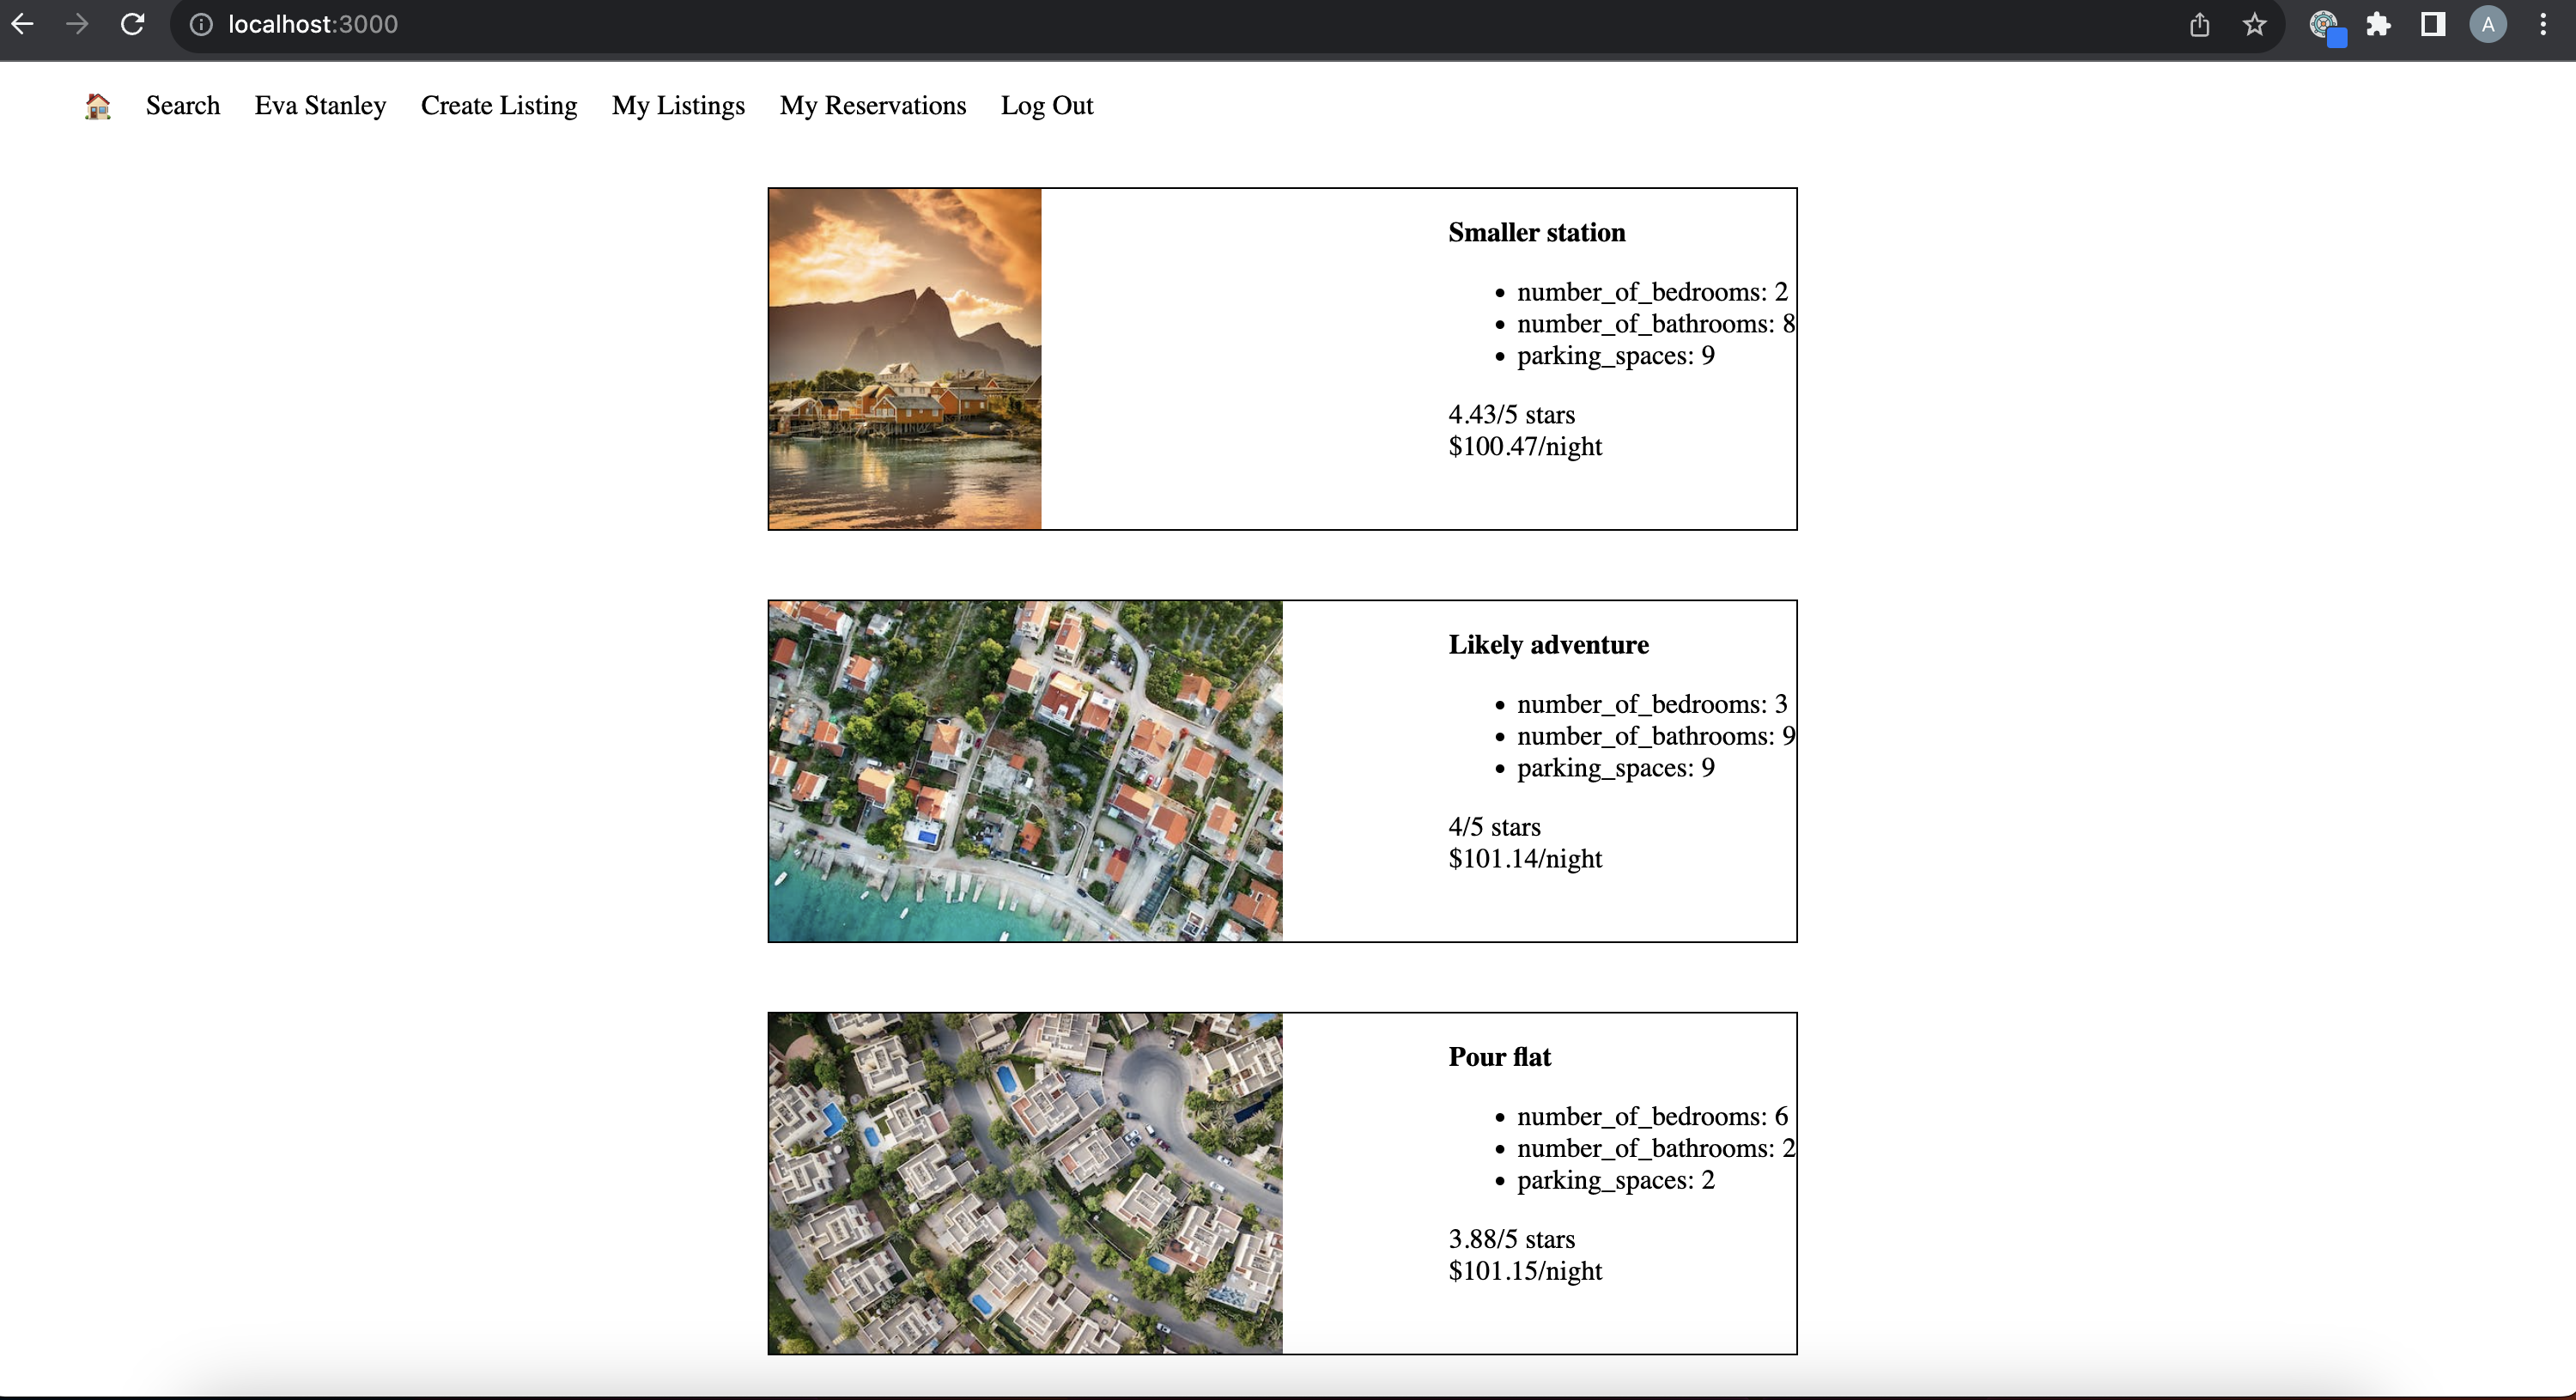 localhost:3000
A
Search Eva Stanley Create Listing My Listings My Reservations Log Out
Smaller station
number_of_bedrooms: 2
number_of_bathrooms: 8
parking_spaces: 9
4.43/5 stars
$100.47/night
Likely adventure
number_of_bedrooms: 3
number_of_bathrooms: 9
parking_spaces: 9
4/5 stars
$101.14/night
Pour flat
number_of_bedrooms: 6
number_of_bathrooms: 2
parking_spaces: 2
3.88/5 stars
$101.15/night